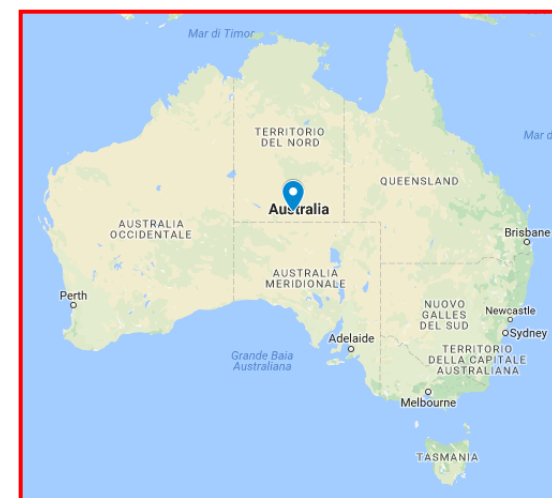 Mar di Timor
TERRITORIO
DEL NORD
Mar d
QUEENSLAND
Australia
AUSTRALIA
OCCIDENTALE
Brisbane
AUSTRALIA
MERIDIONALE
Perth
NUOVO
GALLES
DEL SUD
Newcastle
Sydney
Adelaide
Grande Baia
Australiana
TERRITORIO
DELLA CAPITALE
AUSTRALIANA
Melbourne
TASMANIA